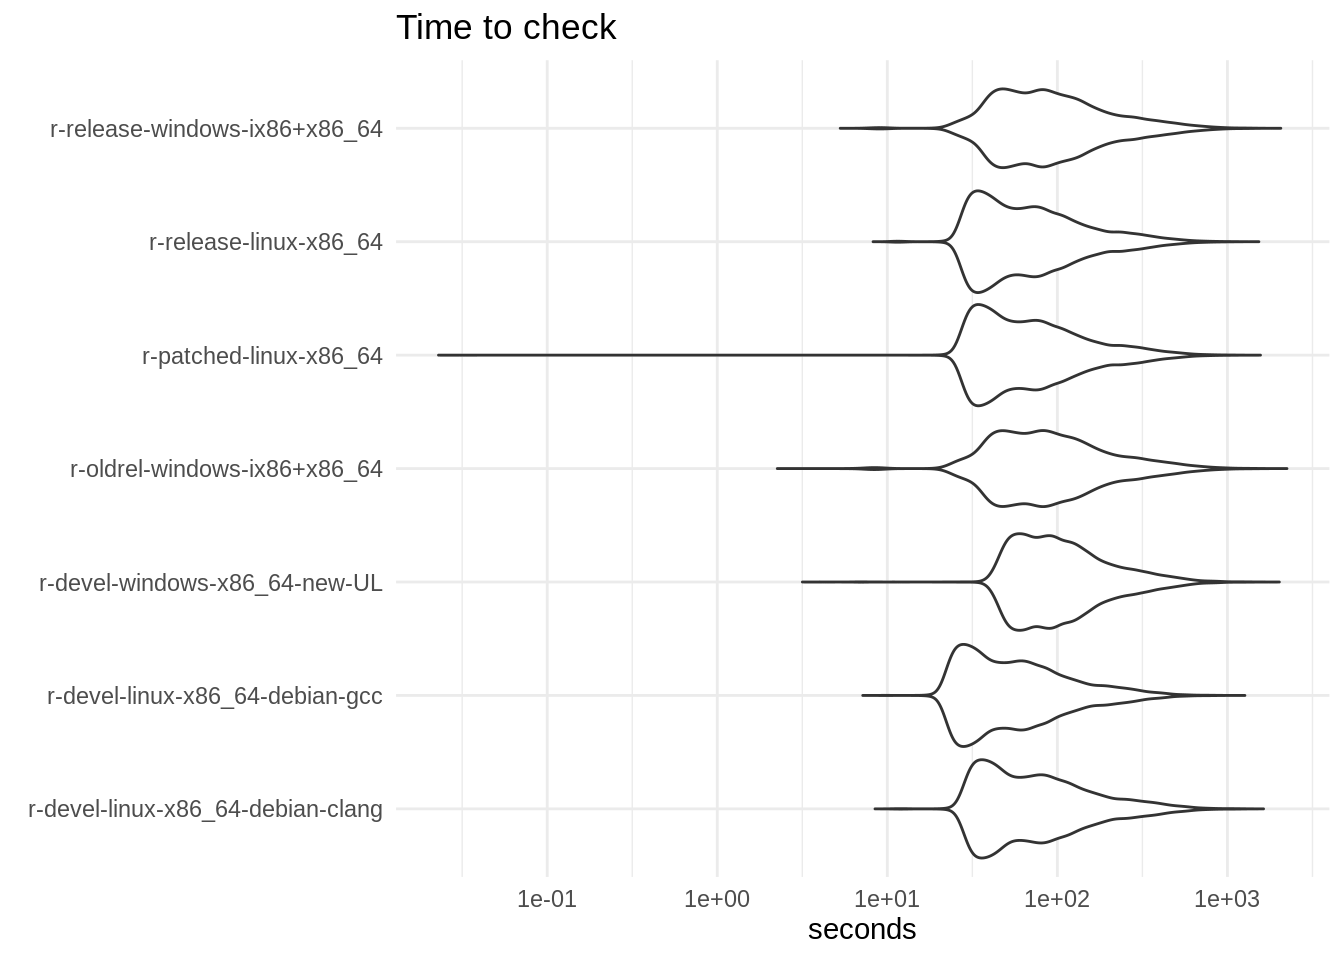 Time to check
r-release-windows-ix86+x86_64
r-release-linux-x86_64
r-patched-linux-x86_64
r-oldrel-windows-ix86+x86_64
r-devel-windows-x86_64-new-UL
r-devel-linux-x86_64-debian-gcc
r-devel-linux-x86_64-debian-clang
1e-01 1e+00 1e+01 1e+02 1e+03
seconds